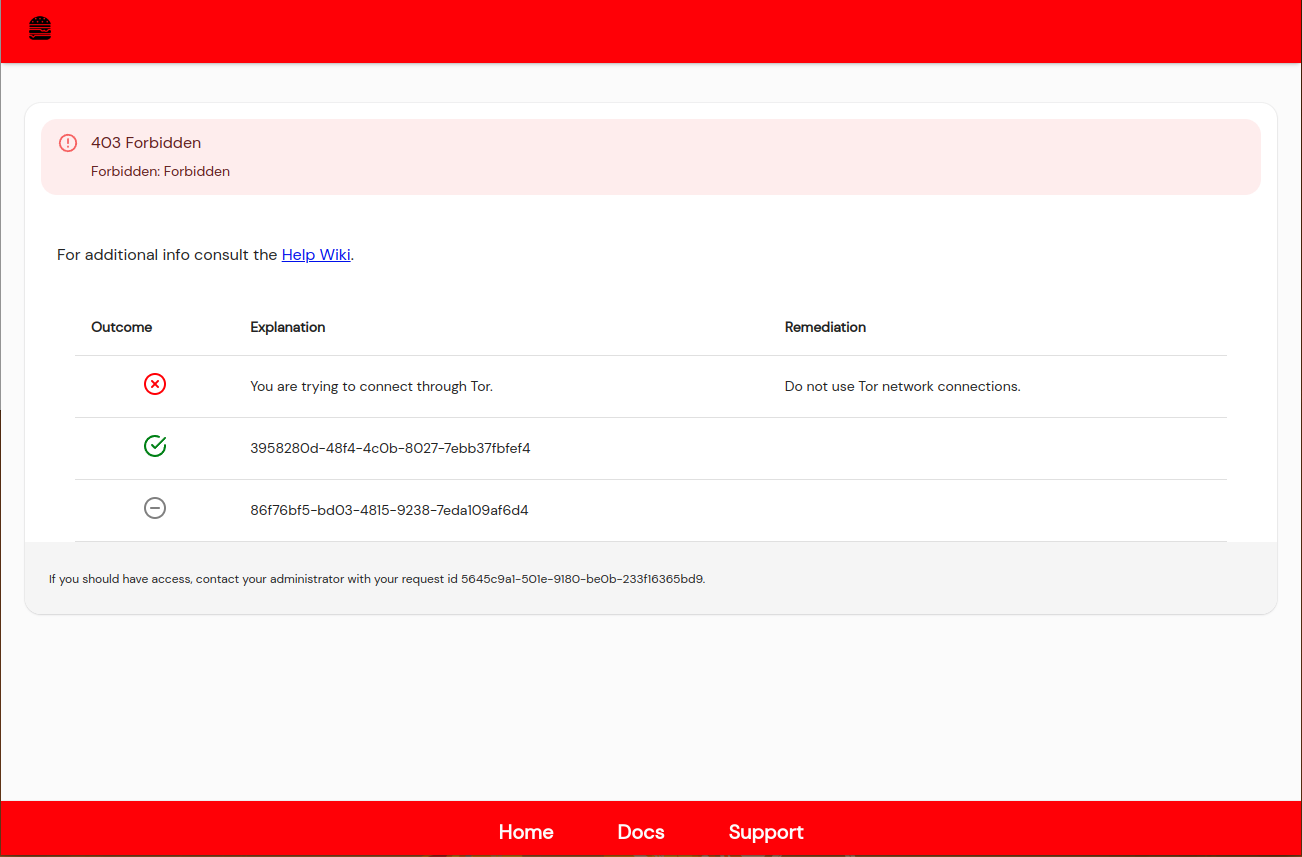 403 Forbidden
Forbidden: Forbidden
For additional info consult the Help Wiki.
Outcome Explanation Remediation
You are trying to connect through Tor. Do not use Tor network connections.
3958280d-48f4-4c0b-8027-7ebb37fbfef4
86f76bf5-bd03-4815-9238-7eda109af6d4
If you should have access, contact your administrator with your request id 5645c9a1-501e-9180-be0b-233f16365bd9.
Home Docs Support